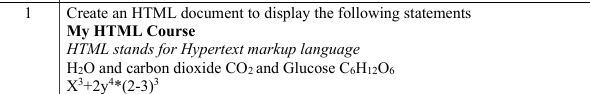 1 Create an HTML document to display the following statements
My HTML Course
HTML stands for Hypertext markup language
H₂O and carbon dioxide CO₂ and Glucose C₆H₁₂O₆
X³+2y⁴*(2-3)³